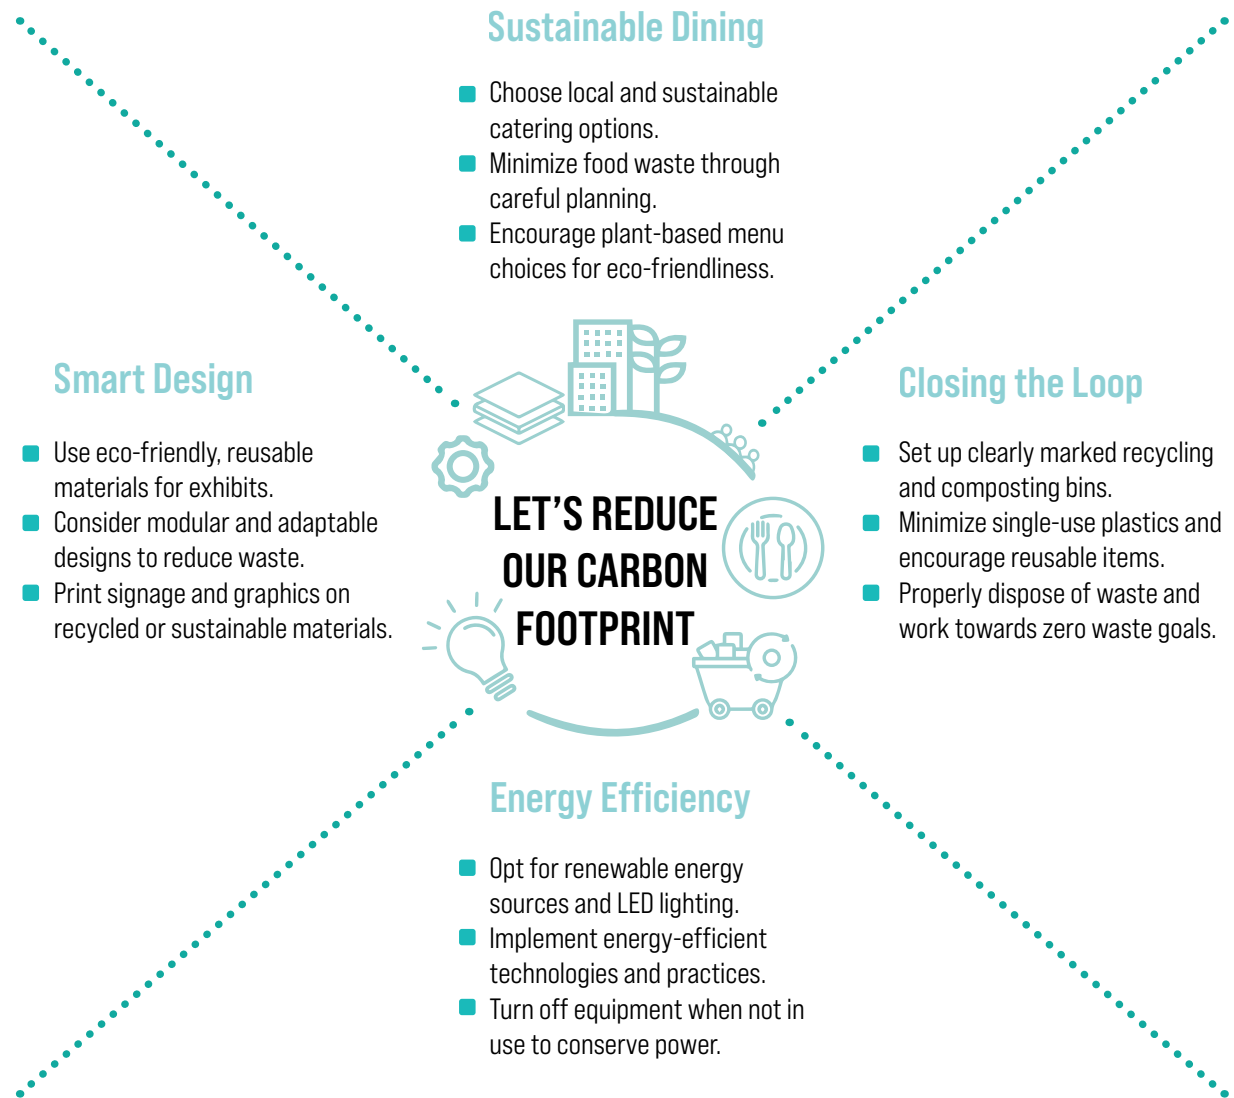 Sustainable Dining
Choose local and sustainable
catering options.
Minimize food waste through
careful planning.
Encourage plant-based menu
choices for eco-friendliness.
Smart Design
Use eco-friendly, reusable
materials for exhibits.
Consider modular and adaptable
designs to reduce waste.
Print signage and graphics on
recycled or sustainable materials.
LET’S REDUCE
OUR CARBON
FOOTPRINT
Closing the Loop
Set up clearly marked recycling
and composting bins.
Minimize single-use plastics and
encourage reusable items.
Properly dispose of waste and
work towards zero waste goals.
Energy Efficiency
Opt for renewable energy
sources and LED lighting.
Implement energy-efficient
technologies and practices.
Turn off equipment when not in
use to conserve power.